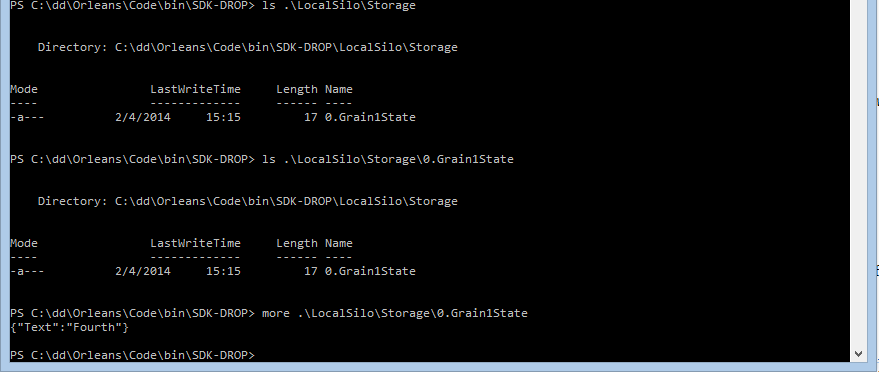 PS C:\dd\Orleans\Code\bin\SDK-DROP> ls .\LocalSilo\Storage
Directory: C:\dd\Orleans\Code\bin\SDK-DROP\LocalSilo\Storage
Mode LastWriteTime Length Name
---- ------------- ------ ----
-a--- 2/4/2014 15:15 17 0.Grain1State
PS C:\dd\Orleans\Code\bin\SDK-DROP> ls .\LocalSilo\Storage\0.Grain1State
Directory: C:\dd\Orleans\Code\bin\SDK-DROP\LocalSilo\Storage
Mode LastWriteTime Length Name
---- ------------- ------ ----
-a--- 2/4/2014 15:15 17 0.Grain1State
PS C:\dd\Orleans\Code\bin\SDK-DROP> more .\LocalSilo\Storage\0.Grain1State
{"Text":"Fourth"}
PS C:\dd\Orleans\Code\bin\SDK-DROP>